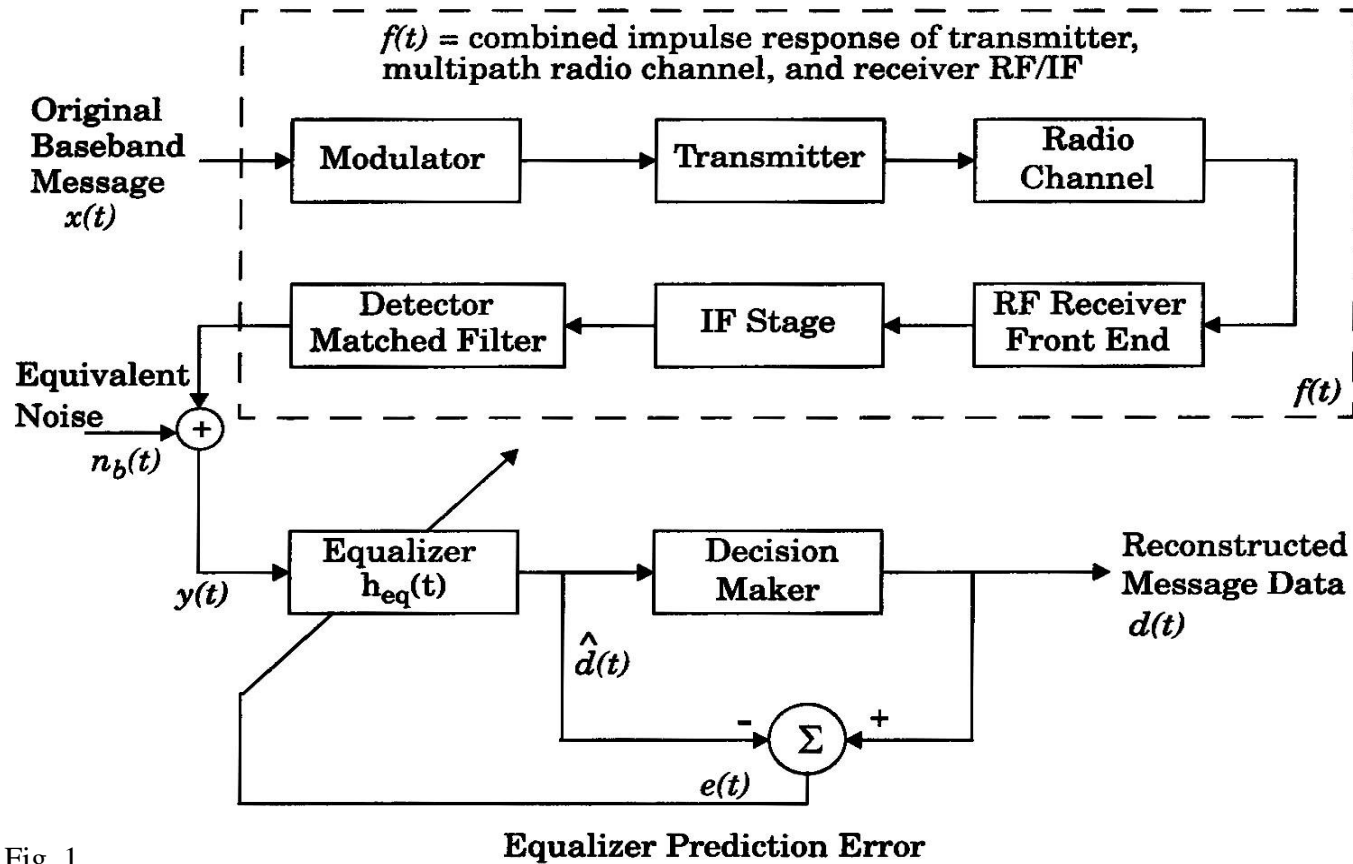 f(t) = combined impulse response of transmitter,
multipath radio channel, and receiver RF/IF
Original
Baseband
Message
x(t)
Modulator
Transmitter
Radio
Channel
Detector
Matched Filter
IF Stage
RF Receiver
Front End
f(t)
Equivalent
Noise
n_b(t)
+
y(t)
Equalizer
h_eq(t)
Decision
Maker
Reconstructed
Message Data
d(t)
d̂(t)
-
Σ
+
e(t)
Equalizer Prediction Error
Fig. 1